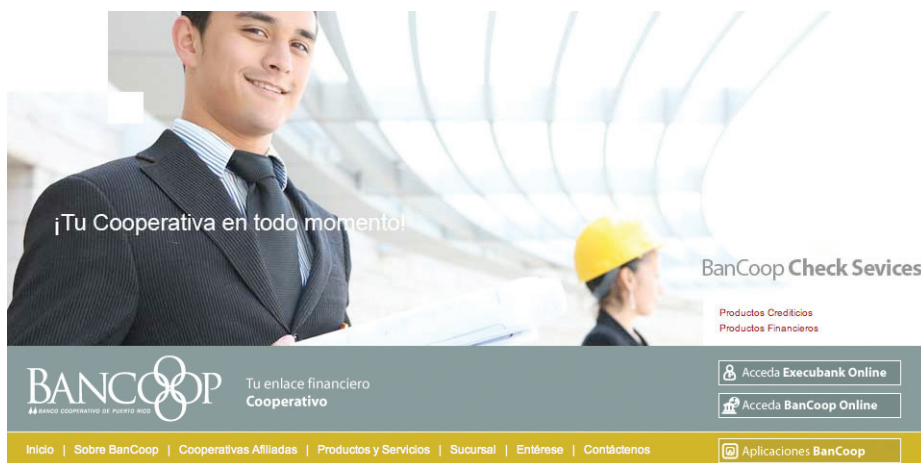 ¡Tu Cooperativa en todo momento!
BanCoop Check Sevices
Productos Crediticios
Productos Financieros
BANCOOP
BANCO COOPERATIVO DE PUERTO RICO
Tu enlace financiero
Cooperativo
Acceda Execubank Online
Acceda BanCoop Online
Inicio | Sobre BanCoop | Cooperativas Afiliadas | Productos y Servicios | Sucursal | Entérese | Contáctenos
Aplicaciones BanCoop